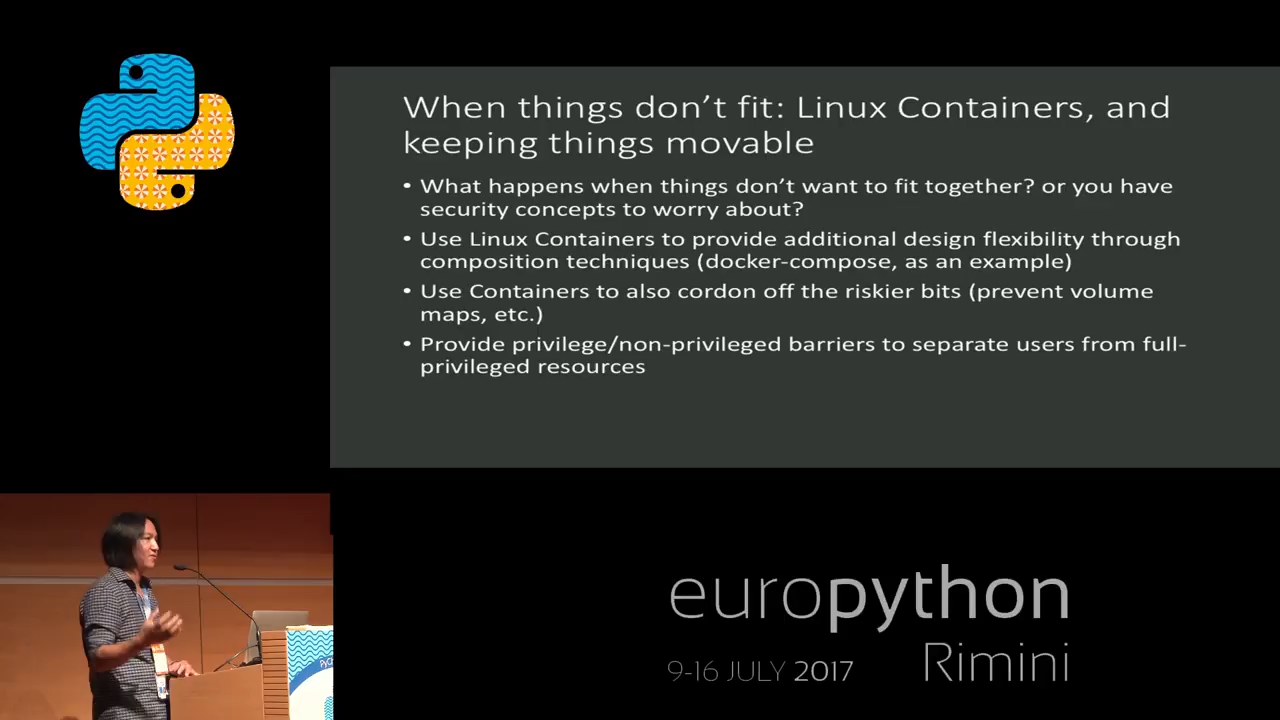 When things don’t fit: Linux Containers, and
keeping things movable
• What happens when things don’t want to fit together? or you have
security concepts to worry about?
• Use Linux Containers to provide additional design flexibility through
composition techniques (docker-compose, as an example)
• Use Containers to also cordon off the riskier bits (prevent volume
maps, etc.)
• Provide privilege/non-privileged barriers to separate users from full-
privileged resources
europython
9-16 JULY 2017 Rimini